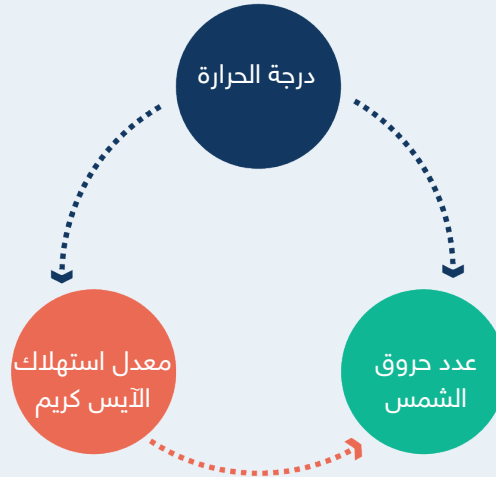 درجة الحرارة
معدل استهلاك
الآيس كريم
عدد حروق
الشمس